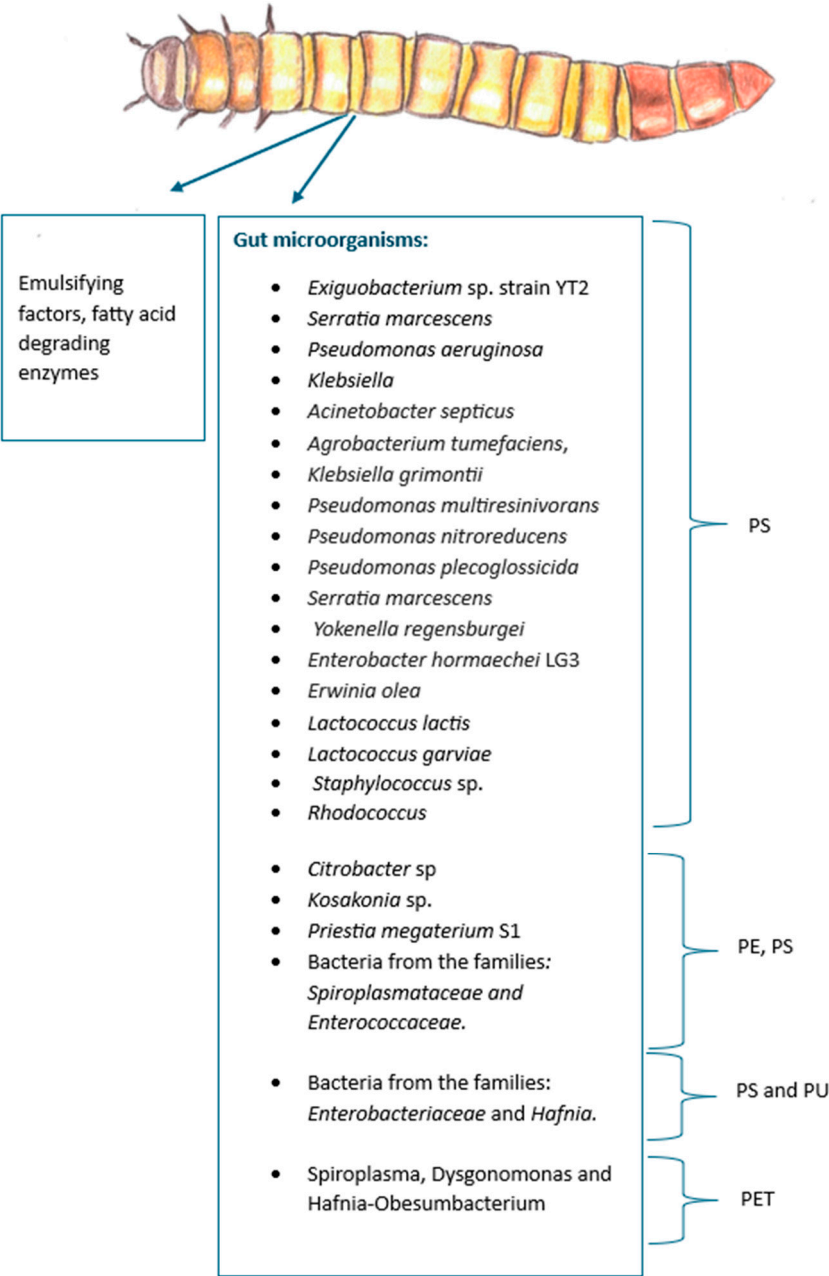 Emulsifying
factors, fatty acid
degrading
enzymes
Gut microorganisms:
• Exiguobacterium sp. strain YT2
• Serratia marcescens
• Pseudomonas aeruginosa
• Klebsiella
• Acinetobacter septicus
• Agrobacterium tumefaciens,
• Klebsiella grimontii
• Pseudomonas multiresinivorans
• Pseudomonas nitroreducens
• Pseudomonas plecoglossicida
• Serratia marcescens
• Yokenella regensburgei
• Enterobacter hormaechei LG3
• Erwinia olea
• Lactococcus lactis
• Lactococcus garviae
• Staphylococcus sp.
• Rhodococcus
PS
• Citrobacter sp
• Kosakonia sp.
• Priestia megaterium S1
• Bacteria from the families:
Spiroplasmataceae and
Enterococcaceae.
PE, PS
• Bacteria from the families:
Enterobacteriaceae and Hafnia.
PS and PU
• Spiroplasma, Dysgonomonas and
Hafnia-Obesumbacterium
PET